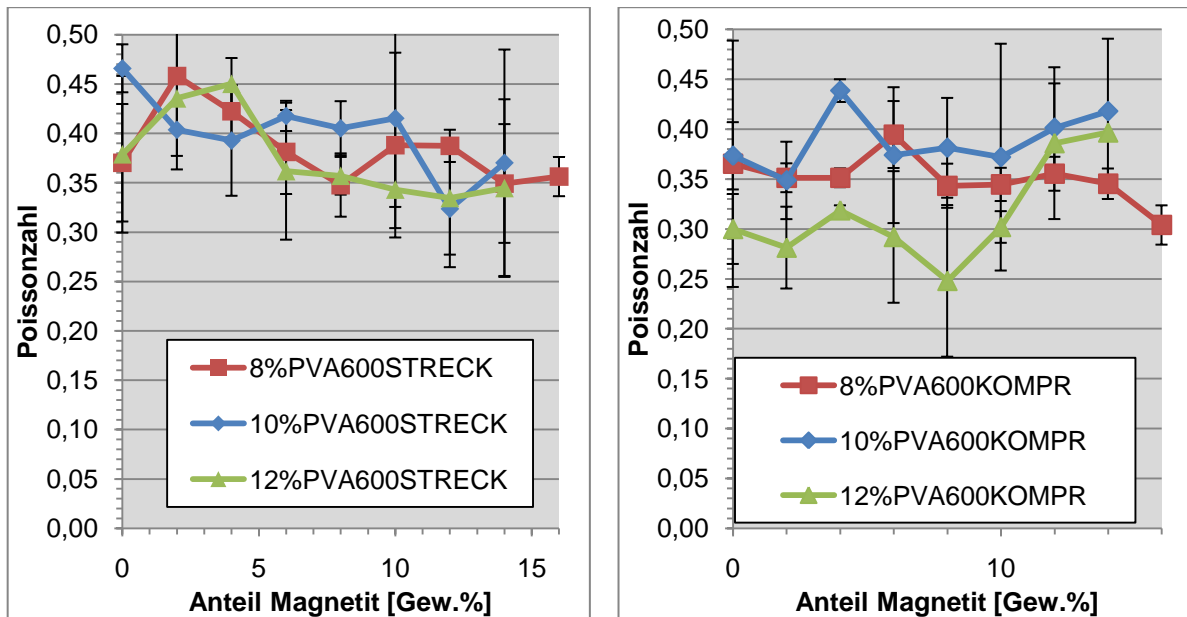 0,50
0,45
0,40
0,35
0,30
0,25
0,20
0,15
0,10
0,05
0,00
Poissonzahl
8%PVA600STRECK
10%PVA600STRECK
12%PVA600STRECK
0 5 10 15
Anteil Magnetit [Gew.%]
0,50
0,45
0,40
0,35
0,30
0,25
0,20
0,15
0,10
0,05
0,00
Poissonzahl
8%PVA600KOMPR
10%PVA600KOMPR
12%PVA600KOMPR
0 10
Anteil Magnetit [Gew.%]